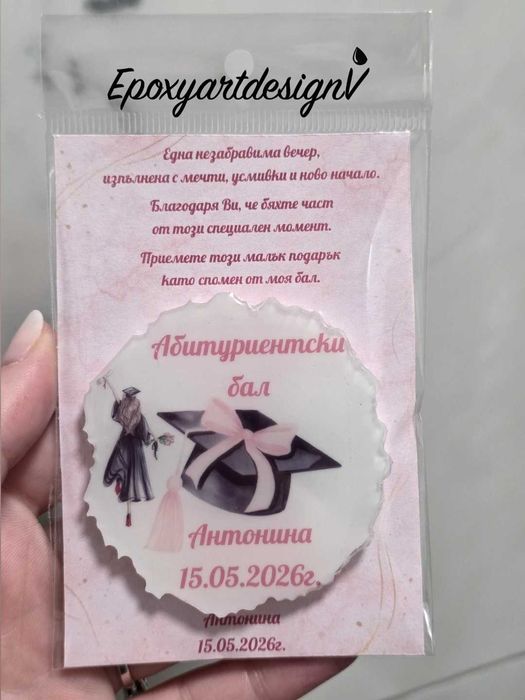 EpoxyartdesignV
Една незабравима вечер,
изпълнена с мечти, усмивки и ново начало.
Благодаря Ви, че бяхте част
от този специален момент.
Приемете този малък подарък
като спомен от моя бал.
Абитуриентски
бал
Антонина
15.05.2026г.
Антонина
15.05.2026г.